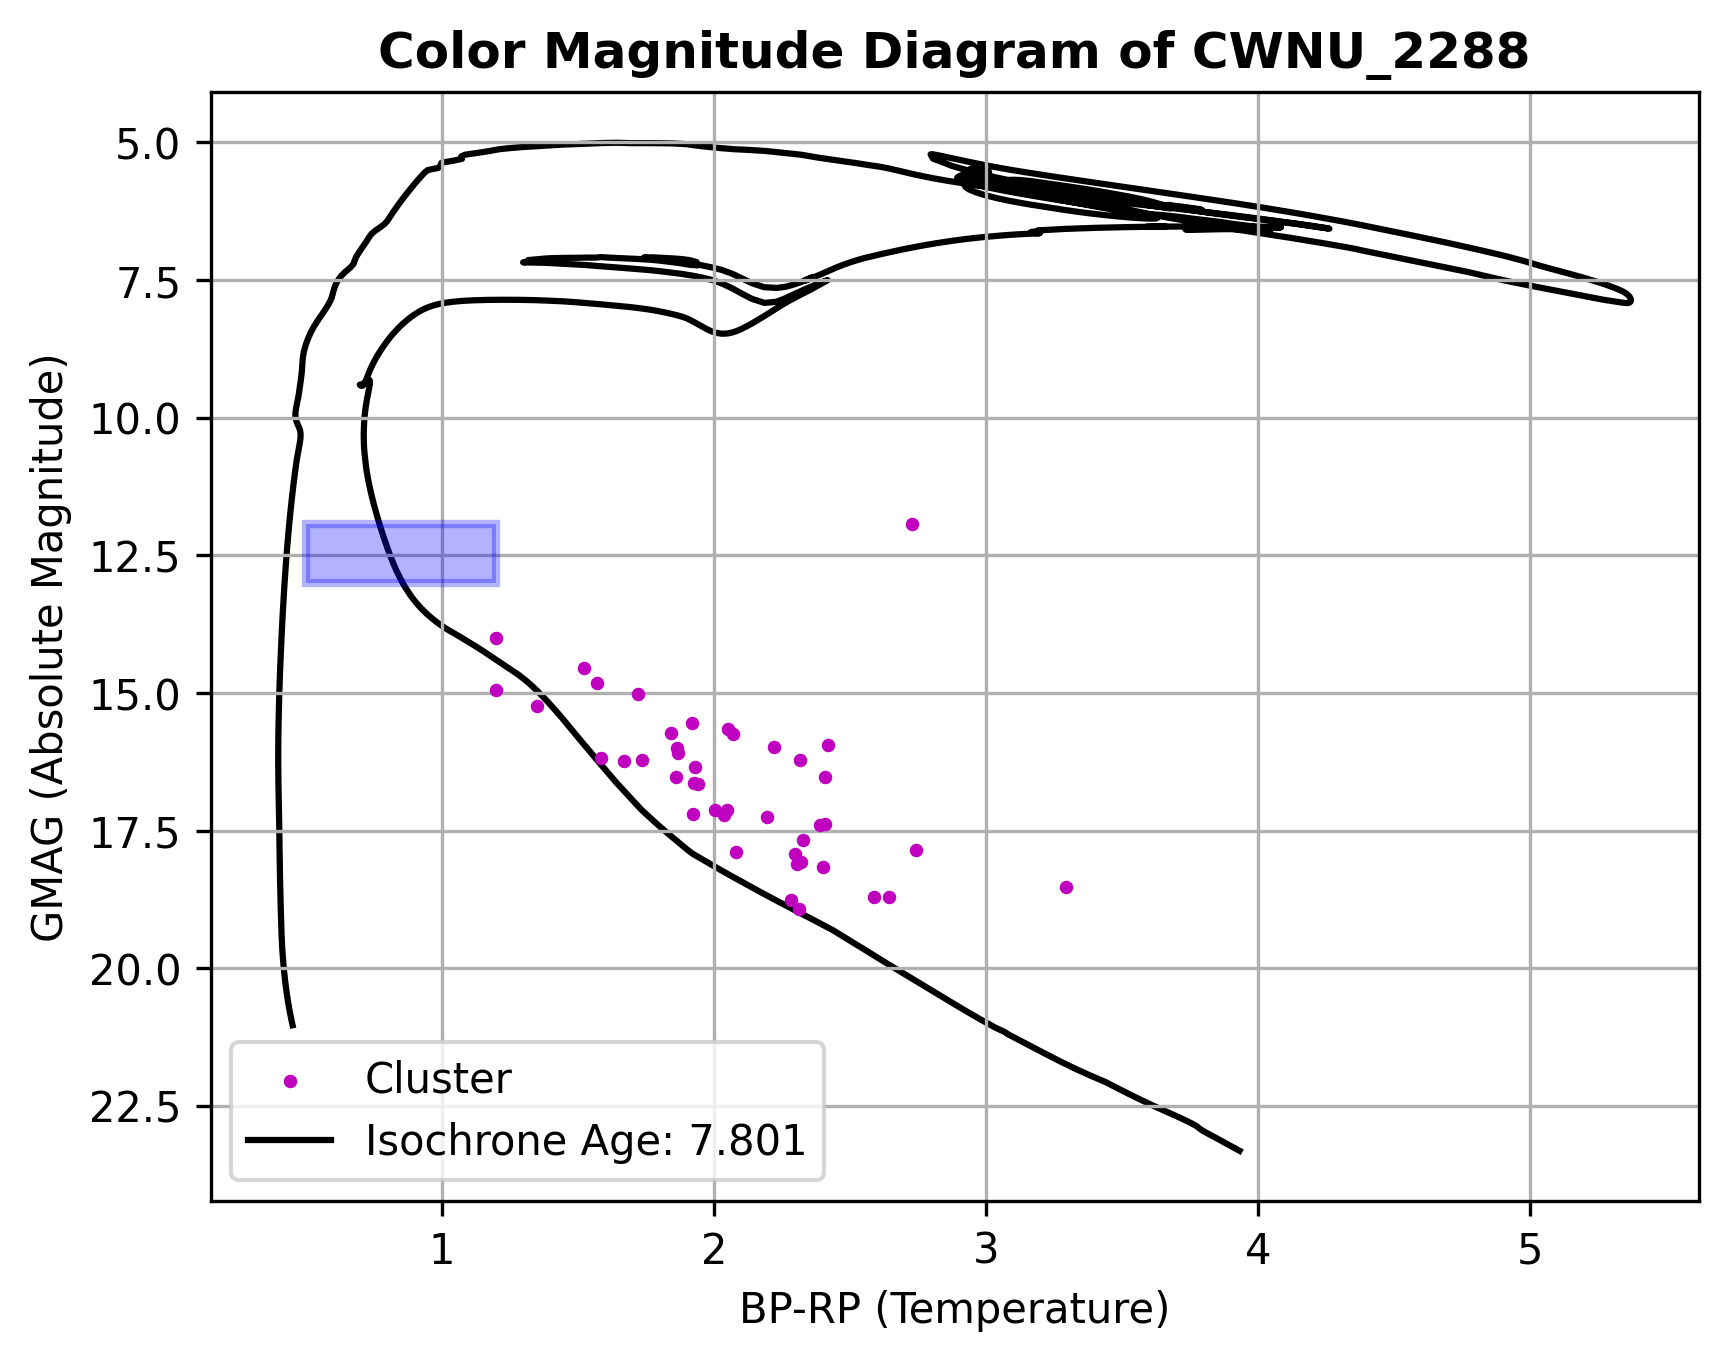 Color Magnitude Diagram of CWNU_2288
GMAG (Absolute Magnitude)
5.0
7.5
10.0
12.5
15.0
17.5
20.0
22.5
Cluster
Isochrone Age: 7.801
1 2 3 4 5
BP-RP (Temperature)